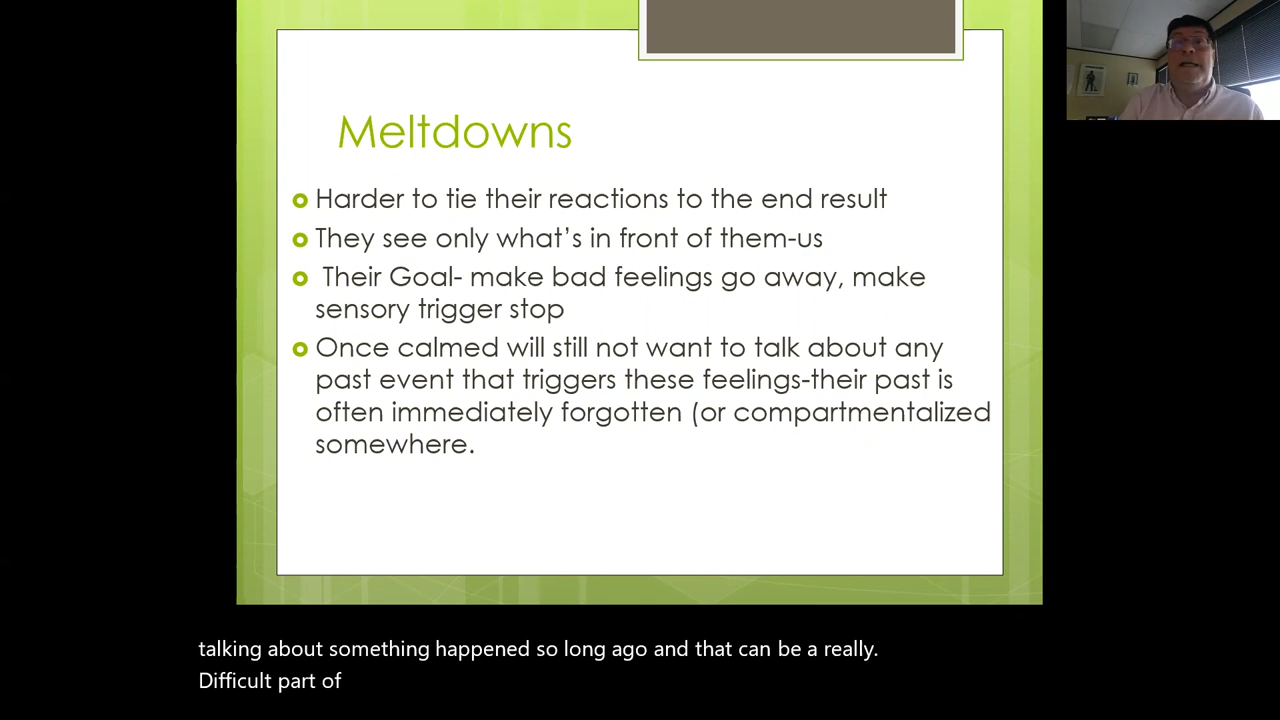 Meltdowns
Harder to tie their reactions to the end result
They see only what's in front of them-us
Their Goal- make bad feelings go away, make
sensory trigger stop
Once calmed will still not want to talk about any
past event that triggers these feelings-their past is
often immediately forgotten (or compartmentalized
somewhere.
talking about something happened so long ago and that can be a really.
Difficult part of